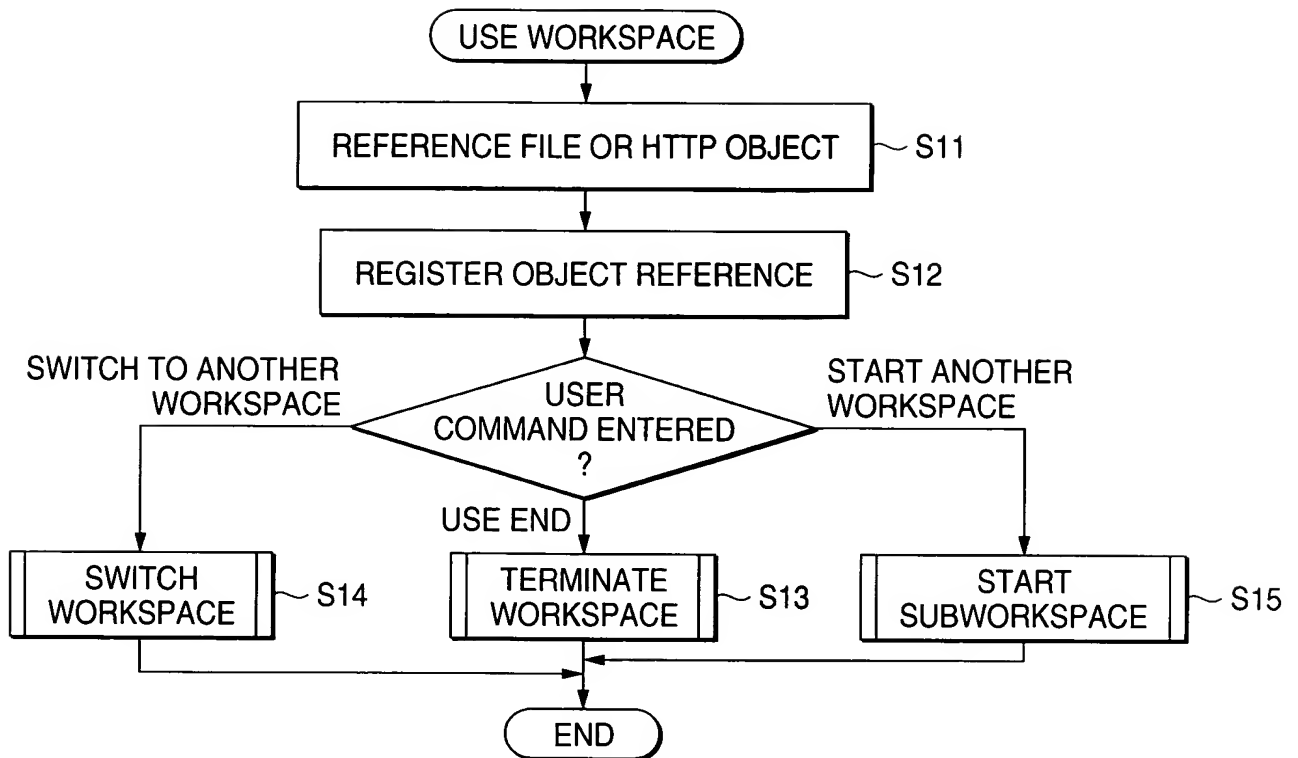 USE WORKSPACE
REFERENCE FILE OR HTTP OBJECT
S11
REGISTER OBJECT REFERENCE
S12
SWITCH TO ANOTHER
WORKSPACE
USER
COMMAND ENTERED
?
START ANOTHER
WORKSPACE
USE END
SWITCH
WORKSPACE
S14
TERMINATE
WORKSPACE
S13
START
SUBWORKSPACE
S15
END